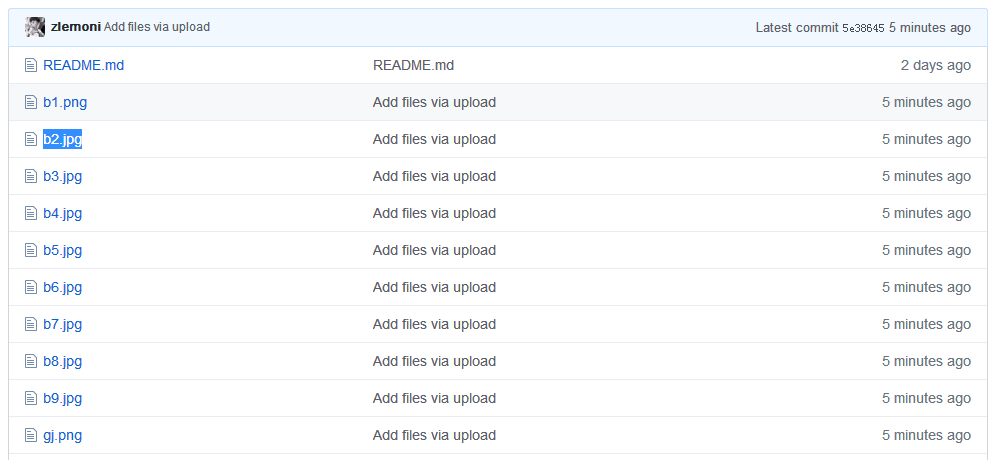 zlemoni Add files via upload Latest commit 5e38645 5 minutes ago
README.md README.md 2 days ago
b1.png Add files via upload 5 minutes ago
b2.jpg Add files via upload 5 minutes ago
b3.jpg Add files via upload 5 minutes ago
b4.jpg Add files via upload 5 minutes ago
b5.jpg Add files via upload 5 minutes ago
b6.jpg Add files via upload 5 minutes ago
b7.jpg Add files via upload 5 minutes ago
b8.jpg Add files via upload 5 minutes ago
b9.jpg Add files via upload 5 minutes ago
gj.png Add files via upload 5 minutes ago